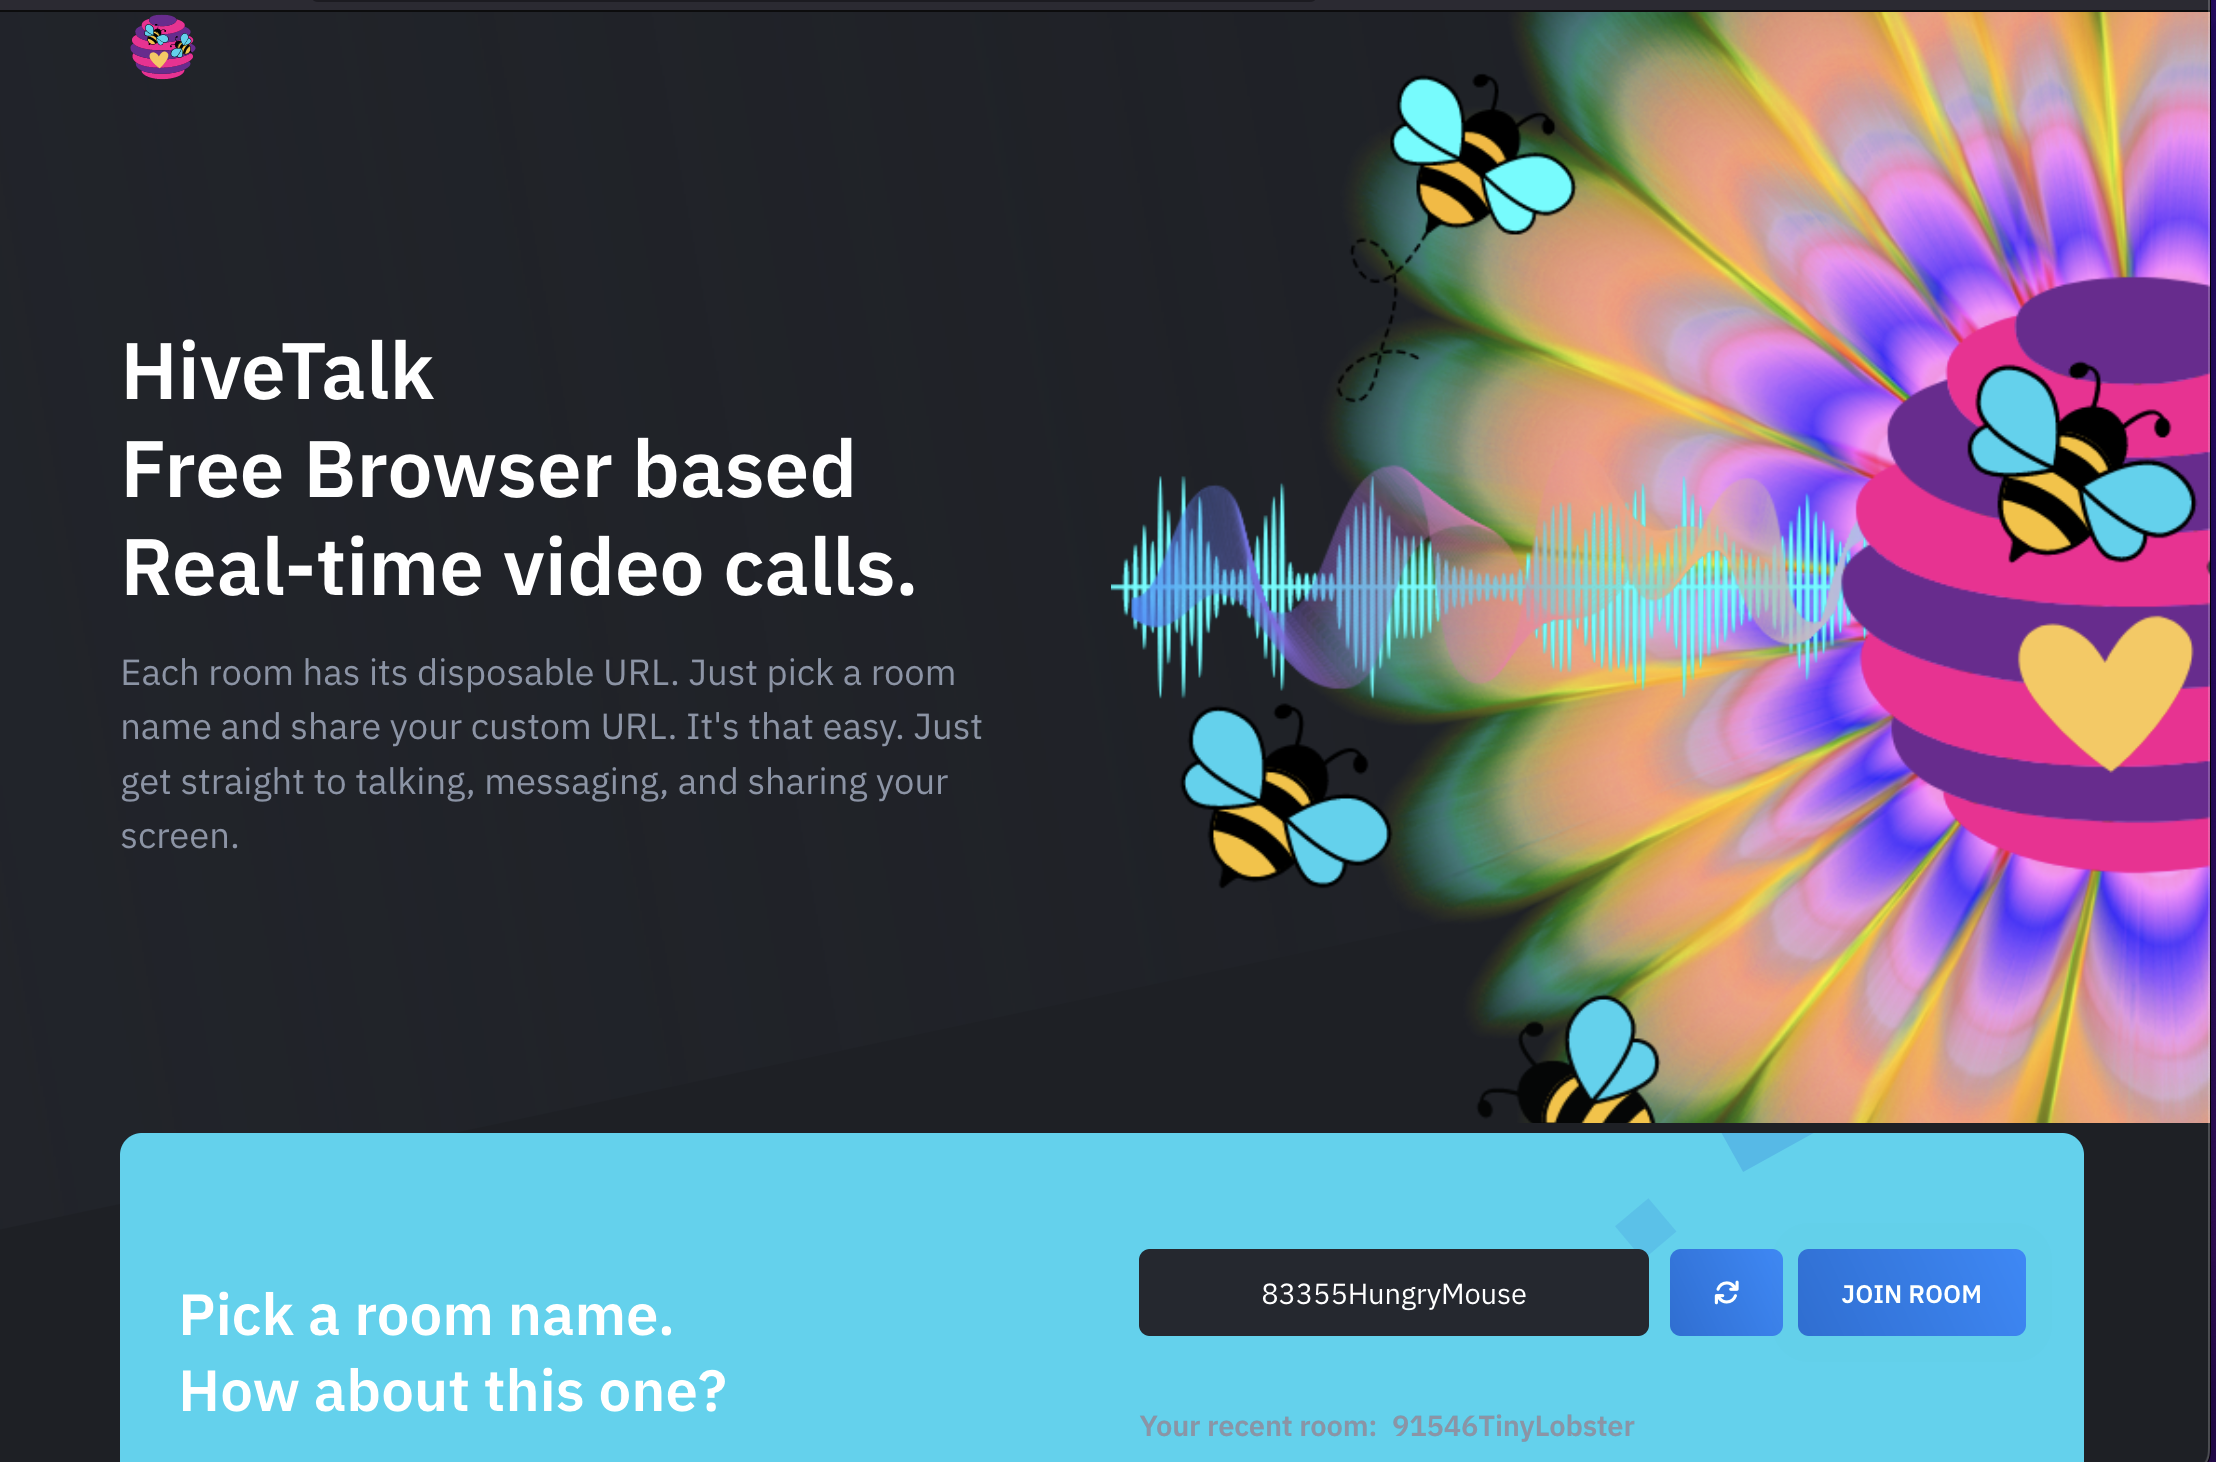 HiveTalk
Free Browser based
Real-time video calls.
Each room has its disposable URL. Just pick a room
name and share your custom URL. It's that easy. Just
get straight to talking, messaging, and sharing your
screen.
Pick a room name.
How about this one?
83355HungryMouse
JOIN ROOM
Your recent room: 91546TinyLobster